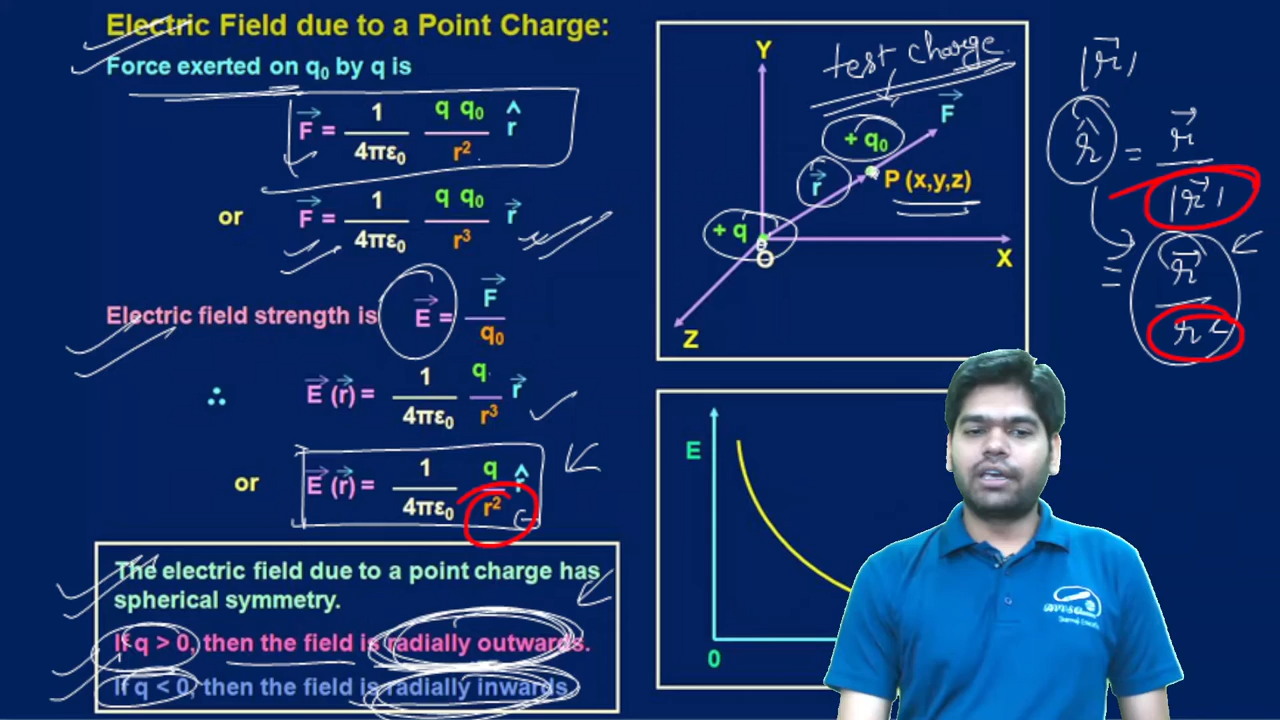 Electric Field due to a Point Charge:
Force exerted on q₀ by q is
F⃗ = 1/4πε₀ q q₀/r² r̂
or F⃗ = 1/4πε₀ q q₀/r³ r⃗
Electric field strength is E⃗ = F⃗/q₀
∴ E⃗ (r⃗) = 1/4πε₀ q/r³ r⃗
or E⃗ (r⃗) = 1/4πε₀ q/r² r̂
The electric field due to a point charge has
spherical symmetry.
If q > 0, then the field is radially outwards.
If q < 0, then the field is radially inwards.
Y
test charge
F⃗
+ q₀
r⃗
P (x,y,z)
+ q
O
X
Z
|r⃗|
r̂ = r⃗/|r⃗|
= r⃗/r
E
0